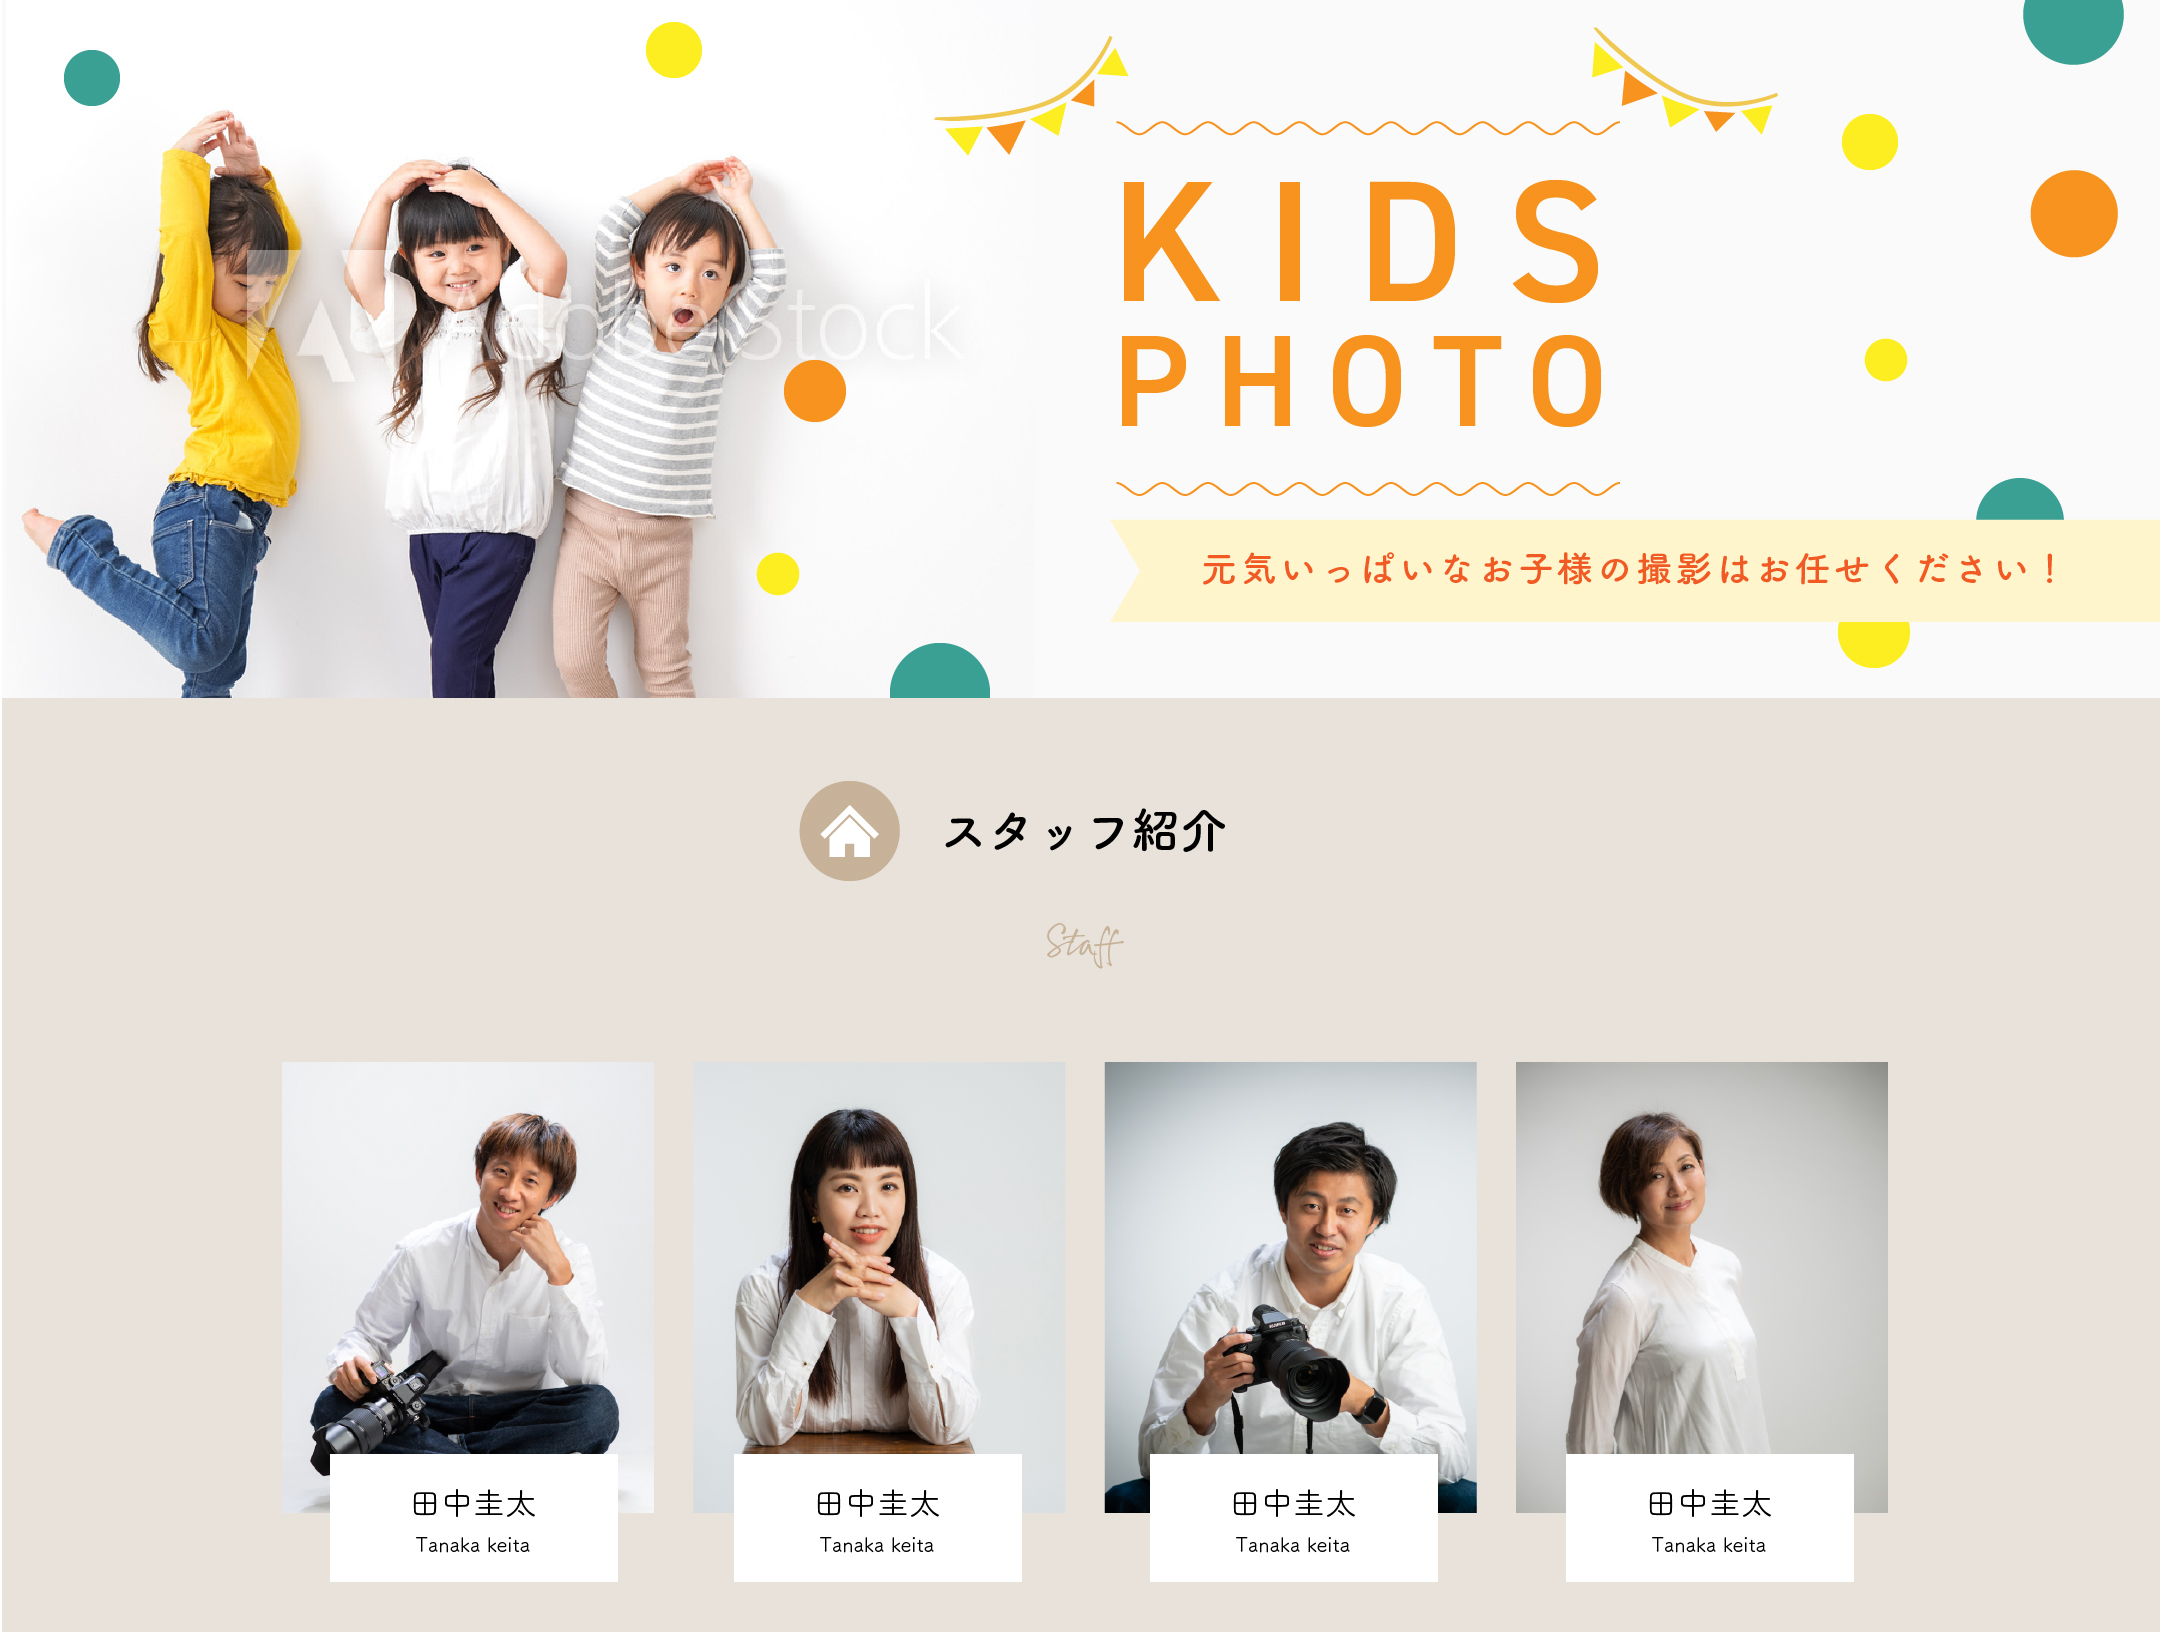 KIDS
PHOTO
Adobe Stock
元気いっぱいなお子様の撮影はお任せください！
スタッフ紹介
Staff
田中圭太
Tanaka keita
田中圭太
Tanaka keita
田中圭太
Tanaka keita
田中圭太
Tanaka keita